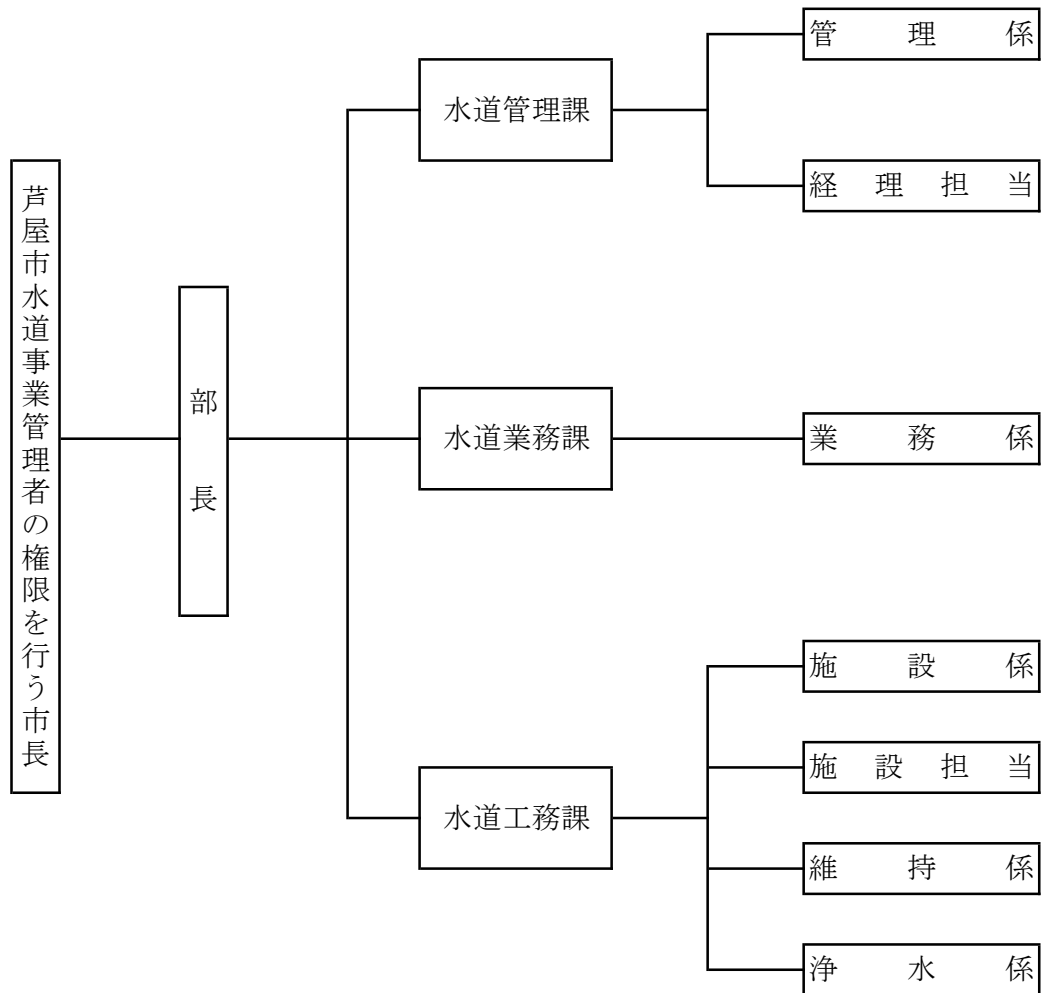 芦屋市水道事業管理者の権限を行う市長
部長
水道管理課
管理係
経理担当
水道業務課
業務係
水道工務課
施設係
施設担当
維持係
浄水係